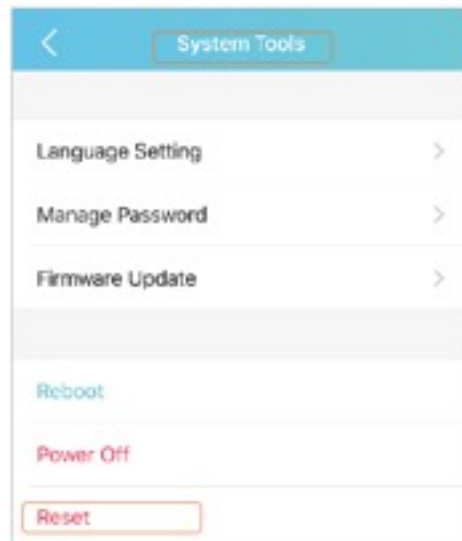 System Tools
Language Setting
Manage Password
Firmware Update
Reboot
Power Off
Reset